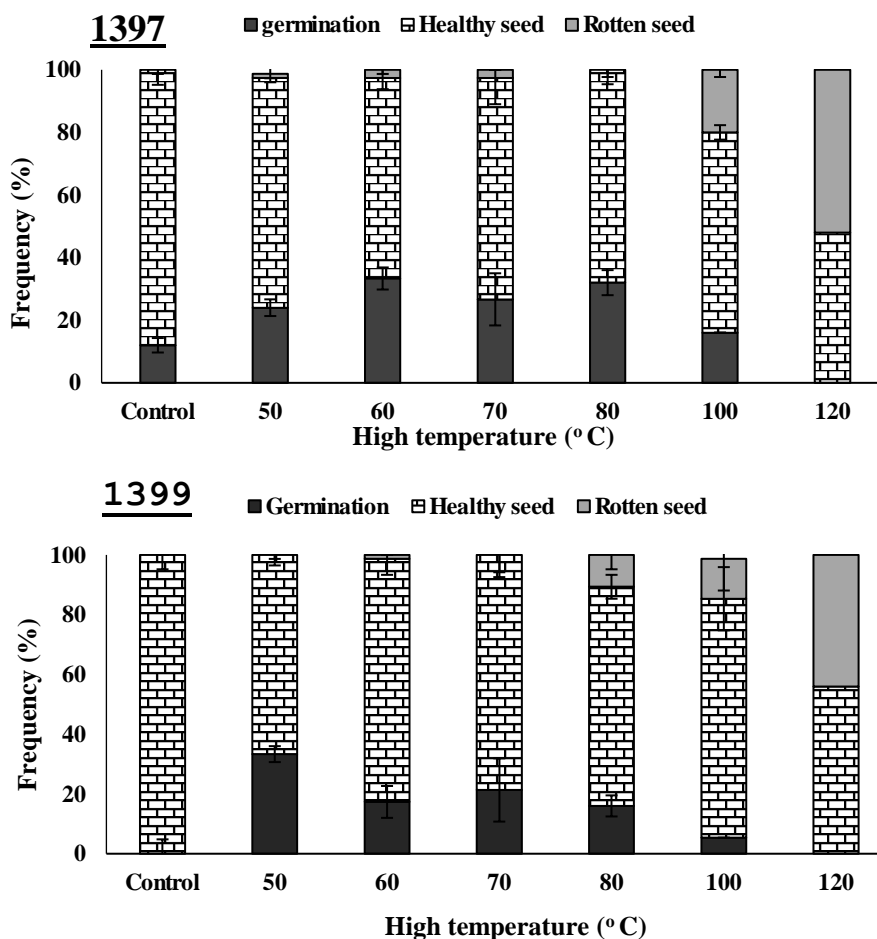 1397
germination Healthy seed Rotten seed
Frequency (%)
100
80
60
40
20
0
Control 50 60 70 80 100 120
High temperature (° C)
1399
Germination Healthy seed Rotten seed
Frequency (%)
100
80
60
40
20
0
Control 50 60 70 80 100 120
High temperature (° C)